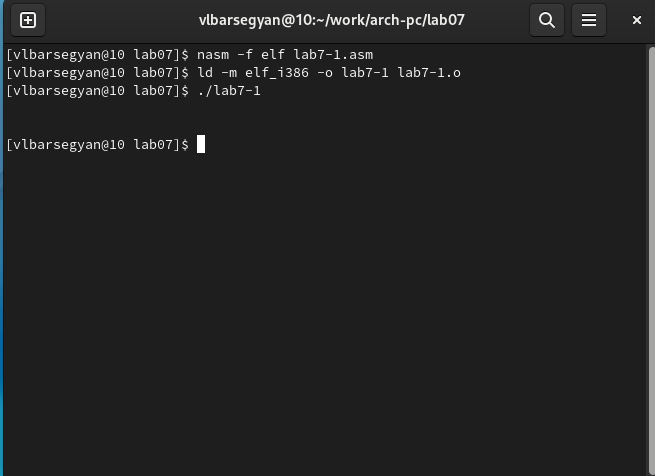 vlbarsegyan@10:~/work/arch-pc/lab07
[vlbarsegyan@10 lab07]$ nasm -f elf lab7-1.asm
[vlbarsegyan@10 lab07]$ ld -m elf_i386 -o lab7-1 lab7-1.o
[vlbarsegyan@10 lab07]$ ./lab7-1
[vlbarsegyan@10 lab07]$